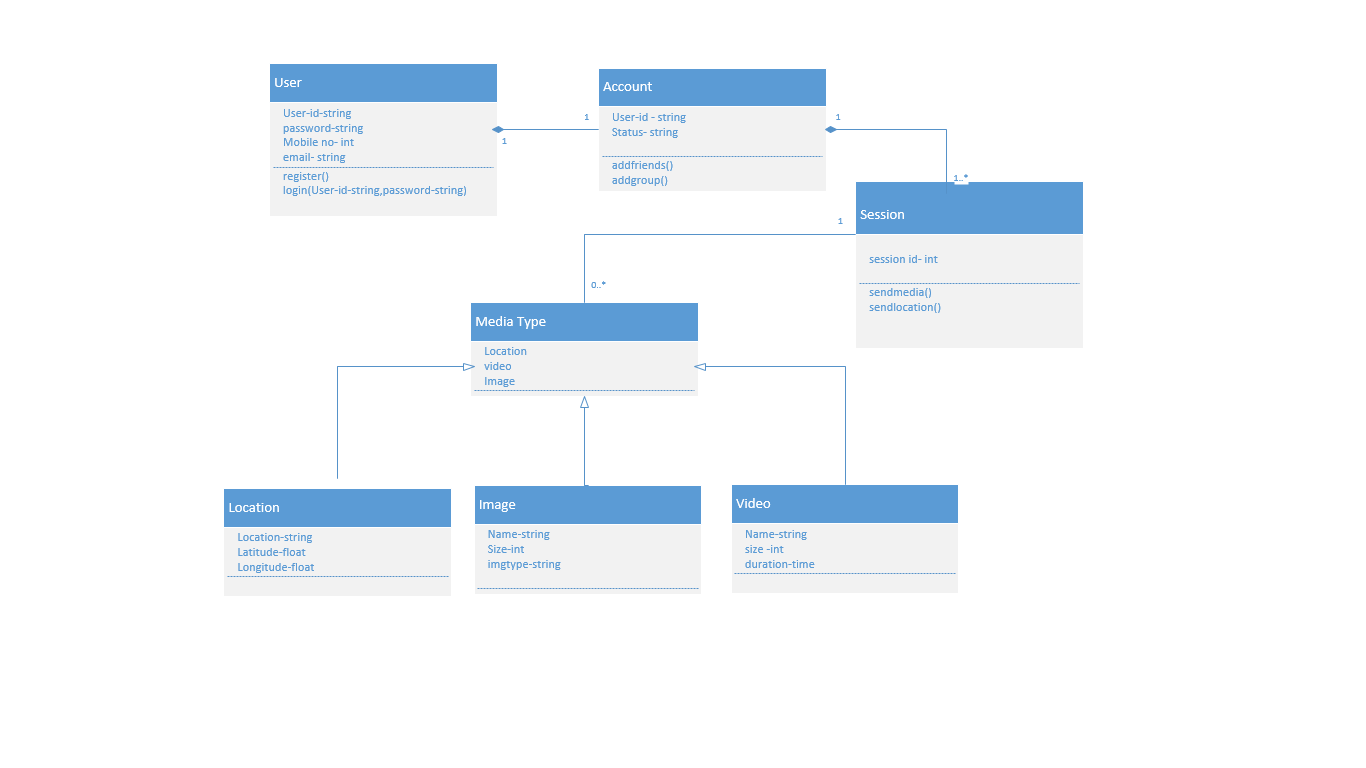 User
User-id-string
password-string
Mobile no- int
email- string
register()
login(User-id-string,password-string)
1
1
Account
User-id - string
Status- string
addfriends()
addgroup()
1
1..*
Session
session id- int
sendmedia()
sendlocation()
1
0..*
Media Type
Location
video
Image
Location
Location-string
Latitude-float
Longitude-float
Image
Name-string
Size-int
imgtype-string
Video
Name-string
size -int
duration-time